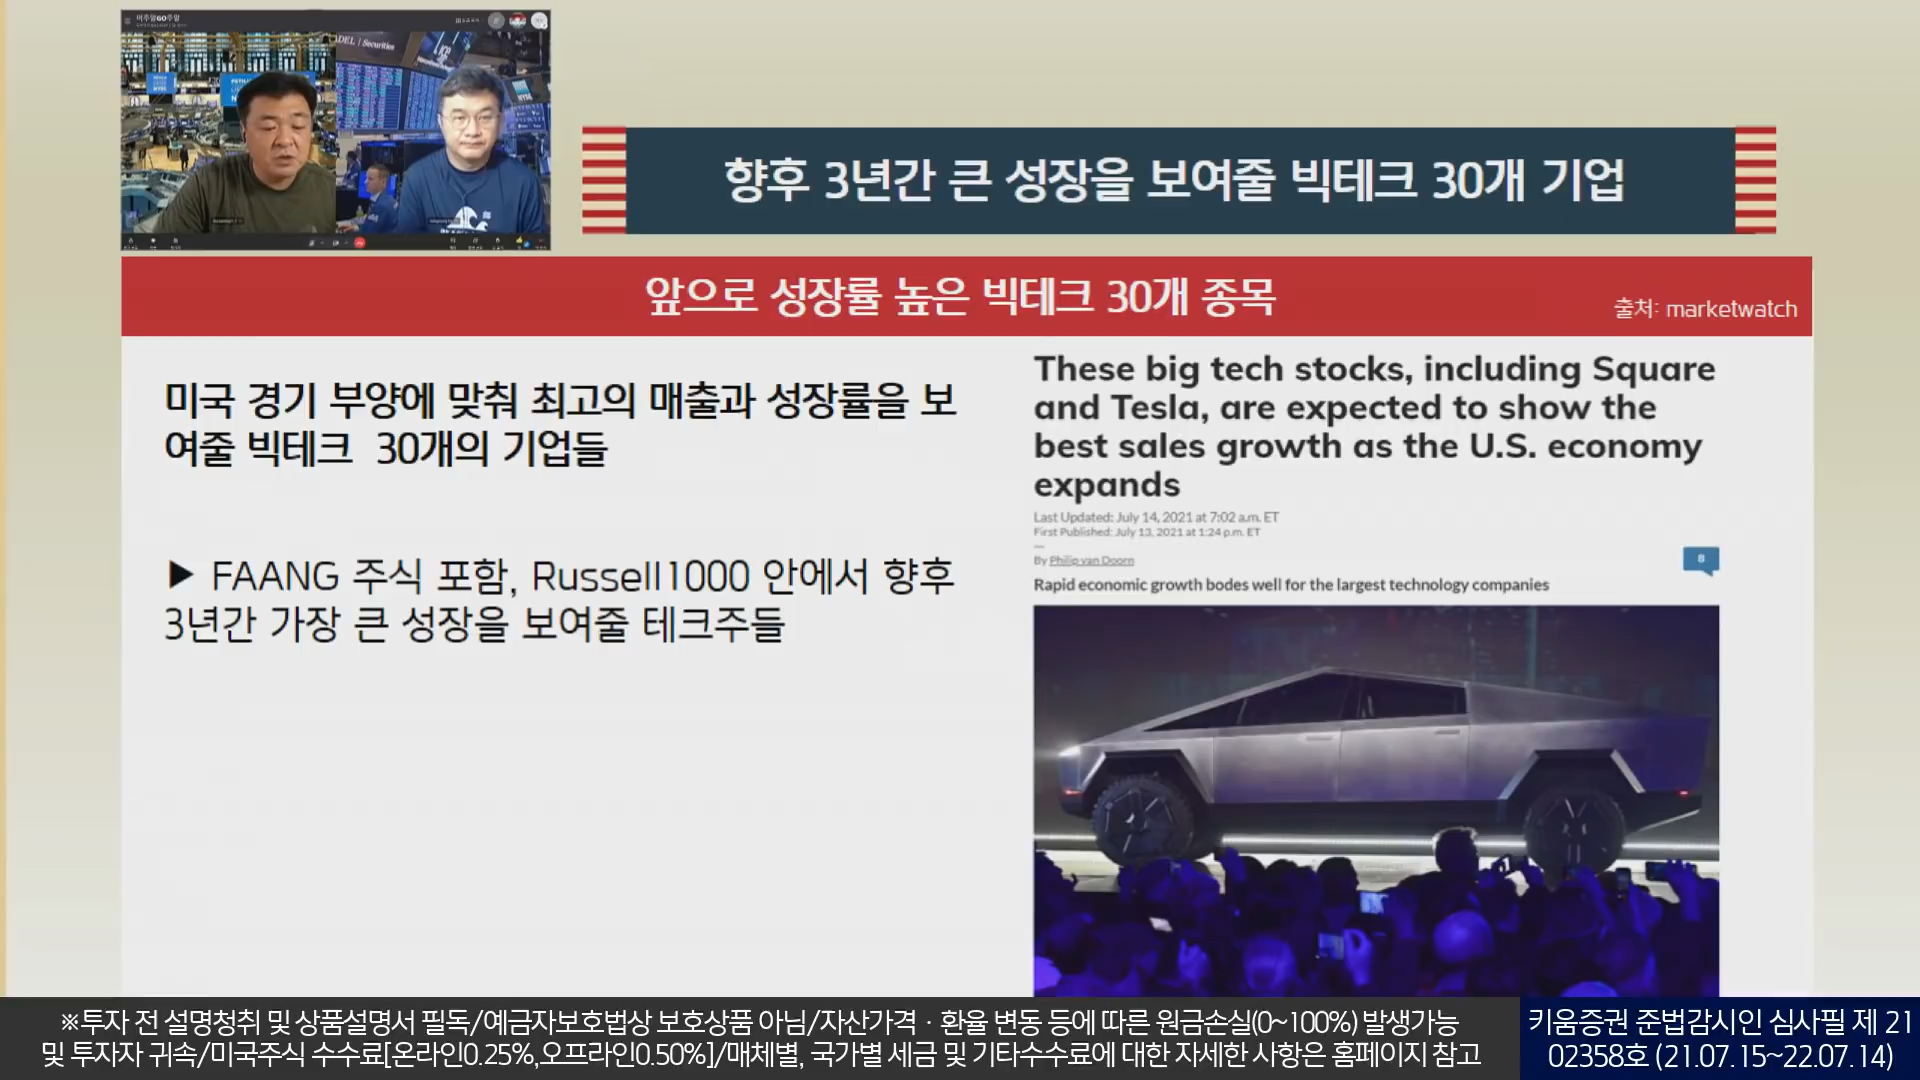 미주알60주알
DEL | Securities
향후 3년간 큰 성장을 보여줄 빅테크 30개 기업
앞으로 성장률 높은 빅테크 30개 종목
출처: marketwatch
미국 경기 부양에 맞춰 최고의 매출과 성장률을 보
여줄 빅테크 30개의 기업들
▶ FAANG 주식 포함, Russell1000 안에서 향후
3년간 가장 큰 성장을 보여줄 테크주들
These big tech stocks, including Square
and Tesla, are expected to show the
best sales growth as the U.S. economy
expands
Last Updated: July 14, 2021 at 7:02 a.m. ET
First Published: July 13, 2021 at 1:24 p.m. ET
By Philip van Doorn
8
Rapid economic growth bodes well for the largest technology companies
※투자 전 설명청취 및 상품설명서 필독/예금자보호법상 보호상품 아님/자산가격 · 환율 변동 등에 따른 원금손실(0~100%) 발생가능
및 투자자 귀속/미국주식 수수료[온라인0.25%,오프라인0.50%]/매체별, 국가별 세금 및 기타수수료에 대한 자세한 사항은 홈페이지 참고
키움증권 준법감시인 심사필 제 21
02358호 (21.07.15~22.07.14)